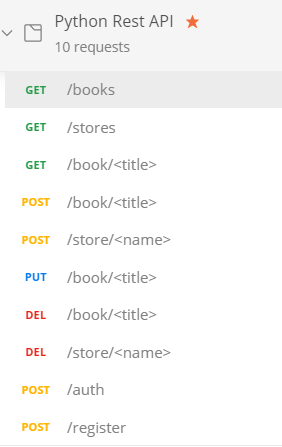 Python Rest API
10 requests
GET /books
GET /stores
GET /book/<title>
POST /book/<title>
POST /store/<name>
PUT /book/<title>
DEL /book/<title>
DEL /store/<name>
POST /auth
POST /register